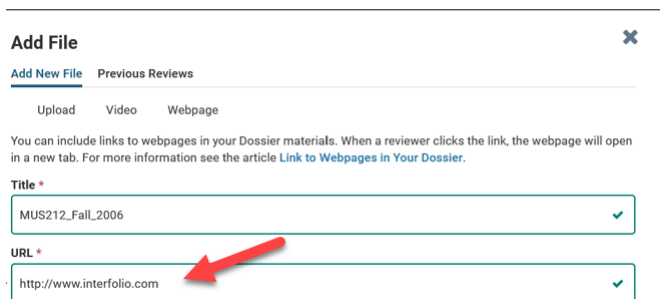 Add File
Add New File Previous Reviews
Upload Video Webpage
You can include links to webpages in your Dossier materials. When a reviewer clicks the link, the webpage will open
in a new tab. For more information see the article Link to Webpages in Your Dossier.
Title *
MUS212_Fall_2006
URL *
http://www.interfolio.com